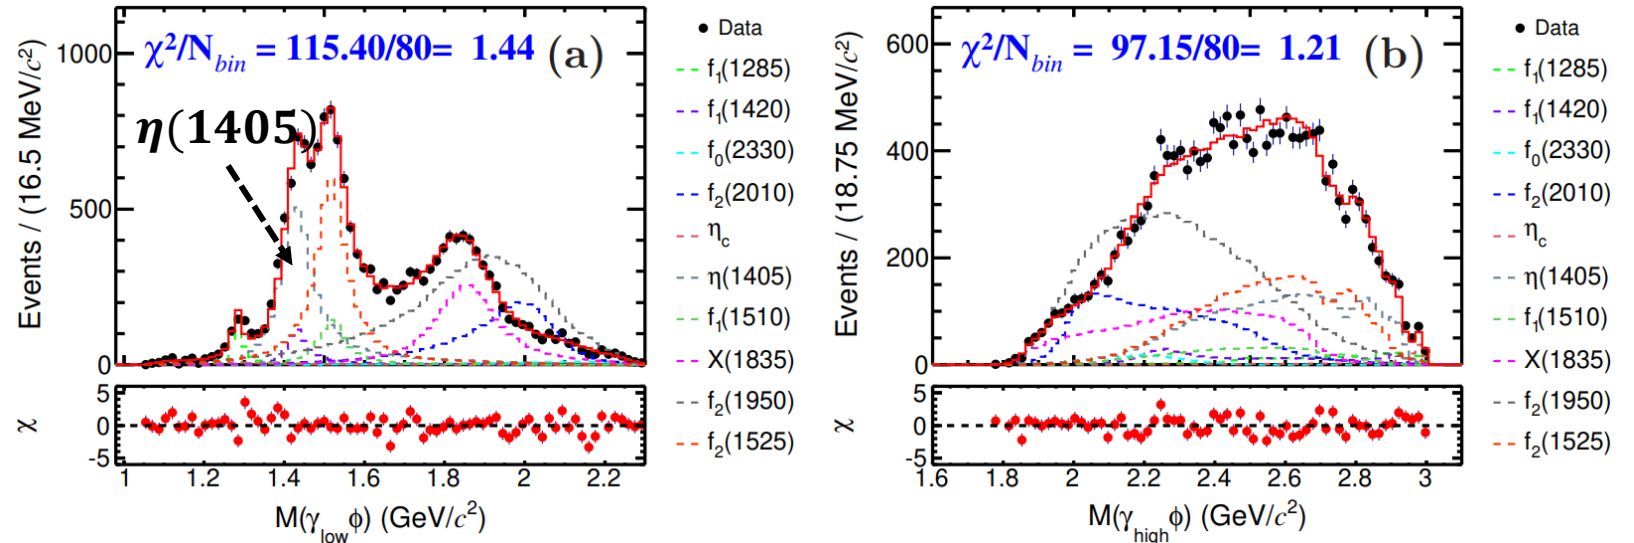 χ²/N_bin = 115.40/80= 1.44 (a)
η(1405)
Events / (16.5 MeV/c²)
1000
500
0
χ
5
0
-5
1 1.2 1.4 1.6 1.8 2 2.2
M(γ_low φ) (GeV/c²)
Data
f₁(1285)
f₁(1420)
f₀(2330)
f₂(2010)
η_c
η(1405)
f₁(1510)
X(1835)
f₂(1950)
f₂(1525)
χ²/N_bin = 97.15/80= 1.21 (b)
Events / (18.75 MeV/c²)
600
400
200
0
χ
5
0
-5
1.6 1.8 2 2.2 2.4 2.6 2.8 3
M(γ_high φ) (GeV/c²)
Data
f₁(1285)
f₁(1420)
f₀(2330)
f₂(2010)
η_c
η(1405)
f₁(1510)
X(1835)
f₂(1950)
f₂(1525)